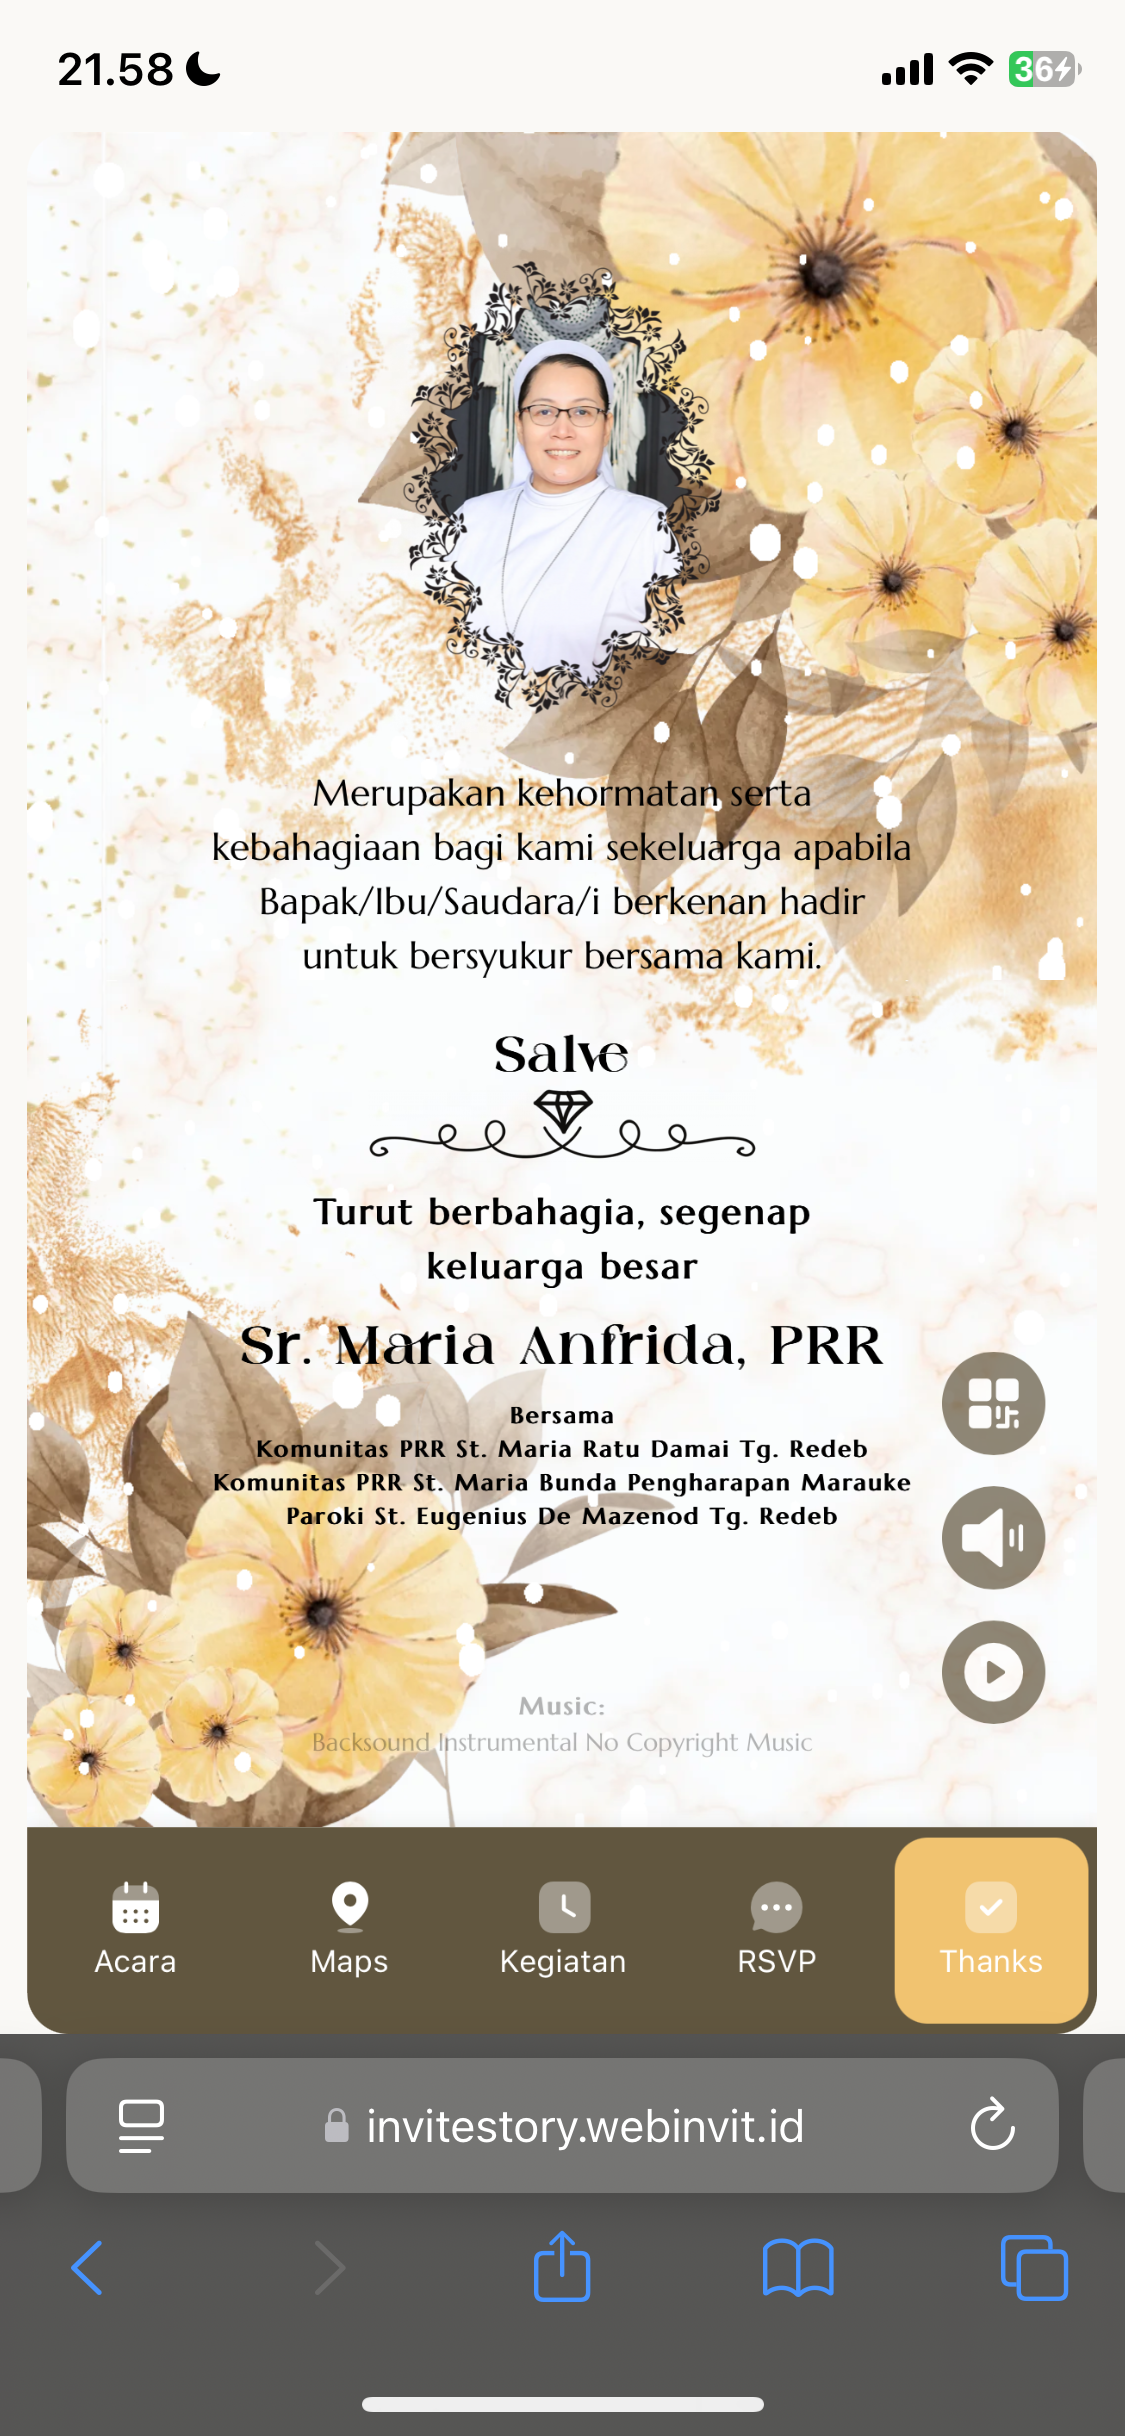 21.58
36
Merupakan kehormatan serta
kebahagiaan bagi kami sekeluarga apabila
Bapak/Ibu/Saudara/i berkenan hadir
untuk bersyukur bersama kami.
Salve
Turut berbahagia, segenap
keluarga besar
Sr. Maria Anfrida, PRR
Bersama
Komunitas PRR St. Maria Ratu Damai Tg. Redeb
Komunitas PRR St. Maria Bunda Pengharapan Marauke
Paroki St. Eugenius De Mazenod Tg. Redeb
Music:
Backsound Instrumental No Copyright Music
Acara Maps Kegiatan RSVP Thanks
invitestory.webinvit.id